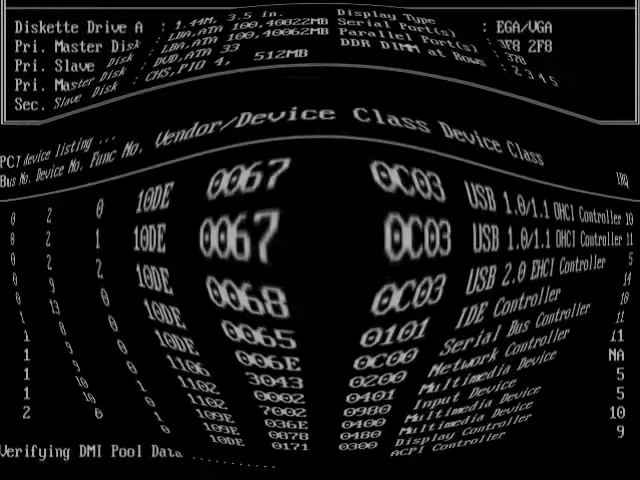 Diskette Drive A : 1.44M, 3.5 in. Display Type : EGA/VGA
Pri. Master Disk : LBA,ATA 100,40822MB Serial Port(s) : 3F8 2F8
Pri. Slave Disk : LBA,ATA 100,40062MB Parallel Port(s) : 378
Pri. Master Disk : DVD,ATA 33 DDR DIMM at Rows : 2 3 4 5
Sec. Slave Disk : CHS,PIO 4, 512MB
PCI device listing ...
Bus No. Device No. Func No. Vendor/Device Class Device Class IRQ
0 2 0 10DE 0067 0C03 USB 1.0/1.1 OHCI Controller 10
0 2 1 10DE 0067 0C03 USB 1.0/1.1 OHCI Controller 11
0 2 2 10DE 0068 0C03 USB 2.0 EHCI Controller 5
0 9 0 10DE 0065 0101 IDE Controller 14
0 13 0 10DE 006E 0C00 Serial Bus Controller 10
1 8 0 1106 3043 0200 Network Controller 11
1 9 0 1102 0002 0401 Multimedia Device 11
1 9 1 1102 7002 0980 Input Device NA
1 10 0 109E 036E 0400 Multimedia Device 5
1 10 1 109E 0878 0480 Multimedia Device 5
2 0 0 10DE 0171 0300 Display Controller 10
ACPI Controller 9
Verifying DMI Pool Data ............